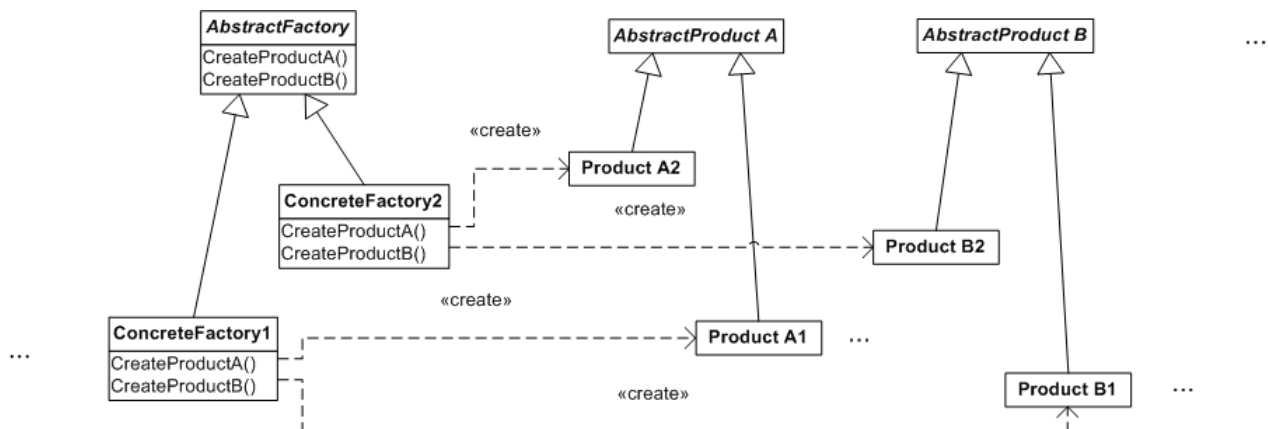 AbstractFactory
CreateProductA()
CreateProductB()
AbstractProduct A
AbstractProduct B
...
«create»
Product A2
ConcreteFactory2
CreateProductA()
CreateProductB()
«create»
Product B2
«create»
ConcreteFactory1
CreateProductA()
CreateProductB()
...
Product A1
...
«create»
Product B1
...